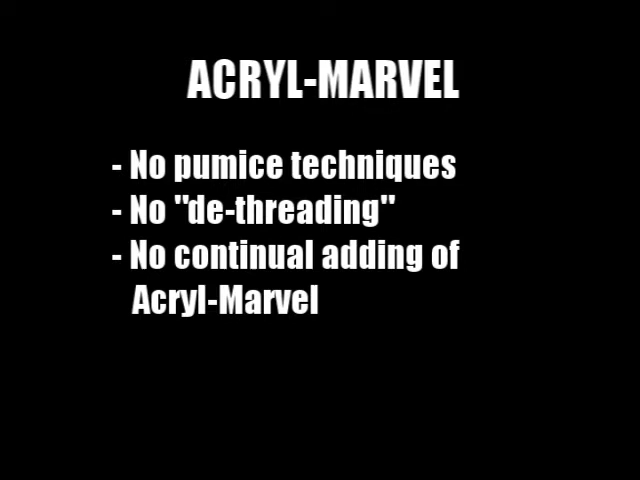 ACRYL-MARVEL
- No pumice techniques
- No "de-threading"
- No continual adding of
Acryl-Marvel